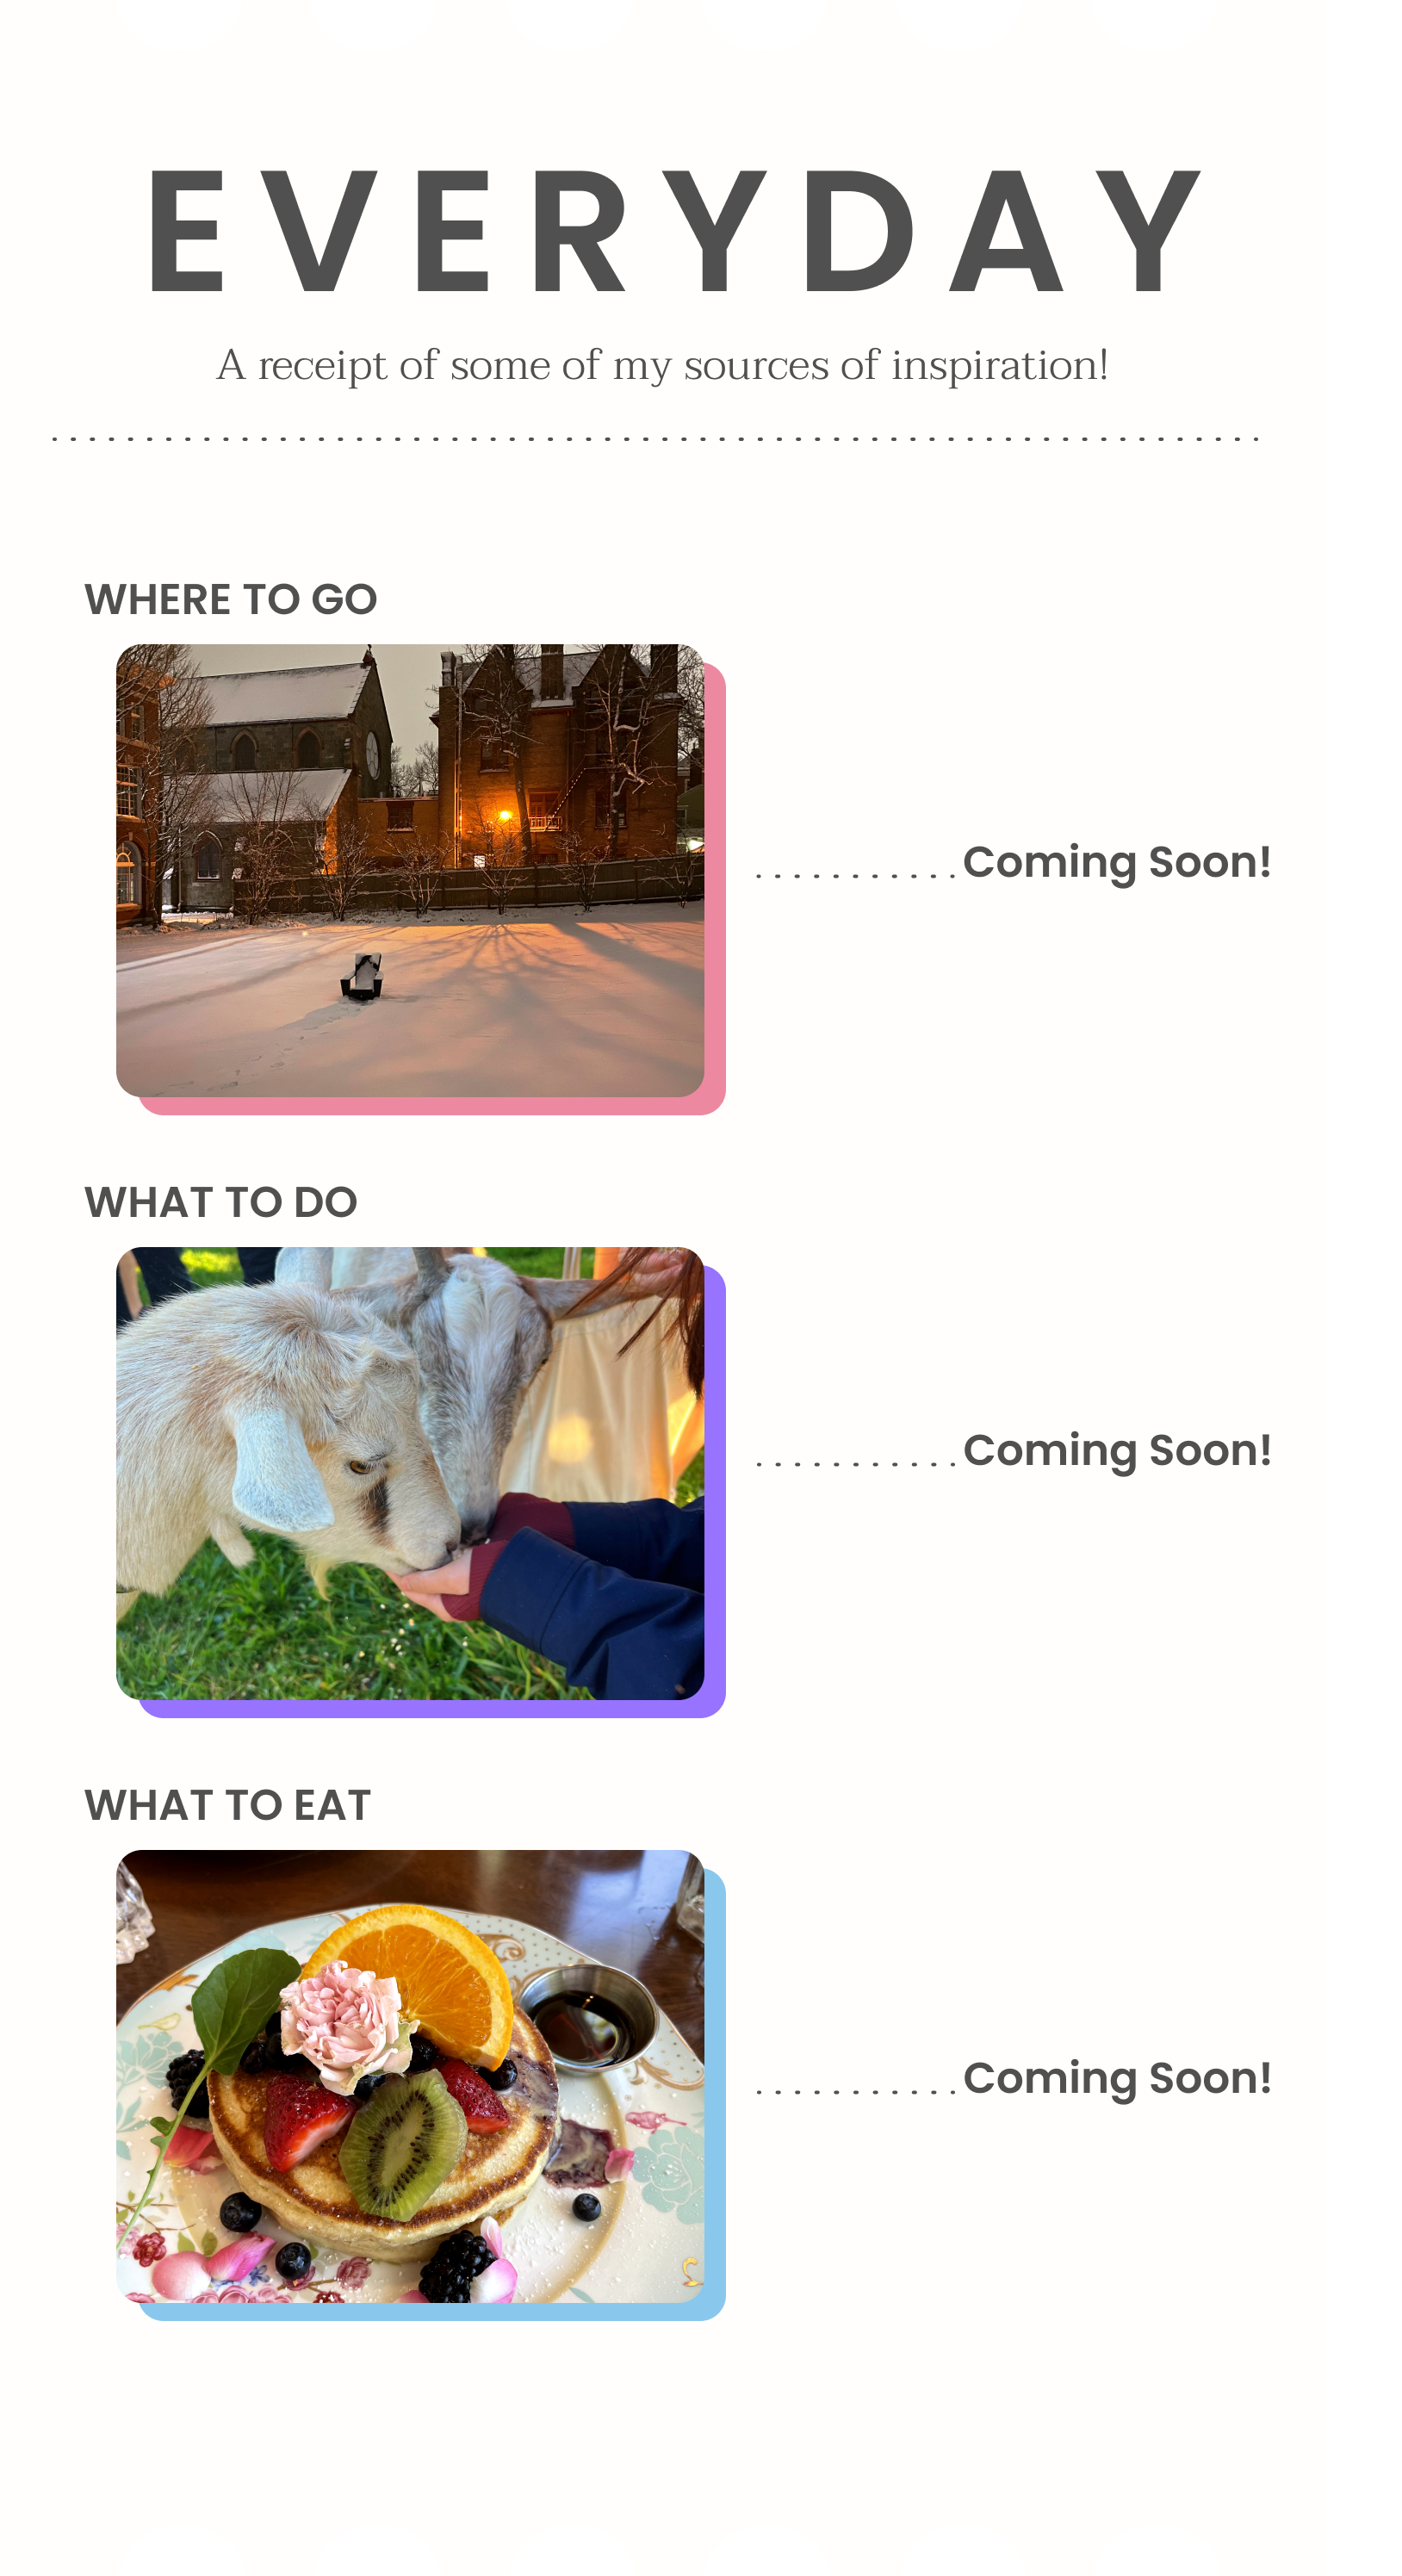 EVERYDAY
A receipt of some of my sources of inspiration!
WHERE TO GO
...........Coming Soon!
WHAT TO DO
...........Coming Soon!
WHAT TO EAT
...........Coming Soon!